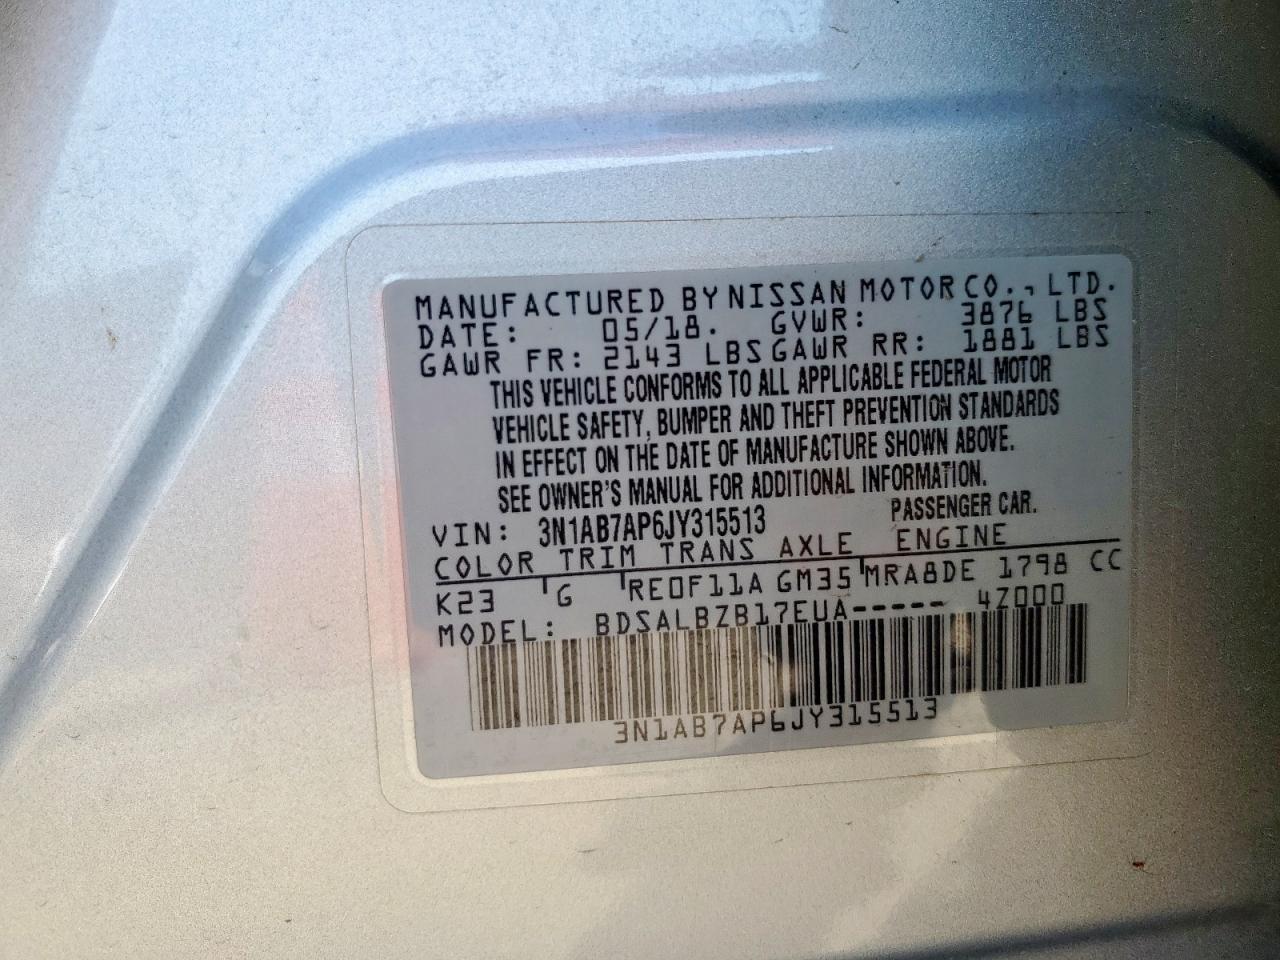 MANUFACTURED BY NISSAN MOTOR CO., LTD.
DATE: 05/18. GVWR: 3876 LBS
GAWR FR: 2143 LBS GAWR RR: 1881 LBS
THIS VEHICLE CONFORMS TO ALL APPLICABLE FEDERAL MOTOR
VEHICLE SAFETY, BUMPER AND THEFT PREVENTION STANDARDS
IN EFFECT ON THE DATE OF MANUFACTURE SHOWN ABOVE.
SEE OWNER'S MANUAL FOR ADDITIONAL INFORMATION.
VIN: 3N1AB7AP6JY315513 PASSENGER CAR.
COLOR TRIM TRANS AXLE ENGINE
K23 G RE0F11A GM35 MRA8DE 1798 CC
MODEL: BDSALBZB17EUA----- 4Z000
3N1AB7AP6JY315513